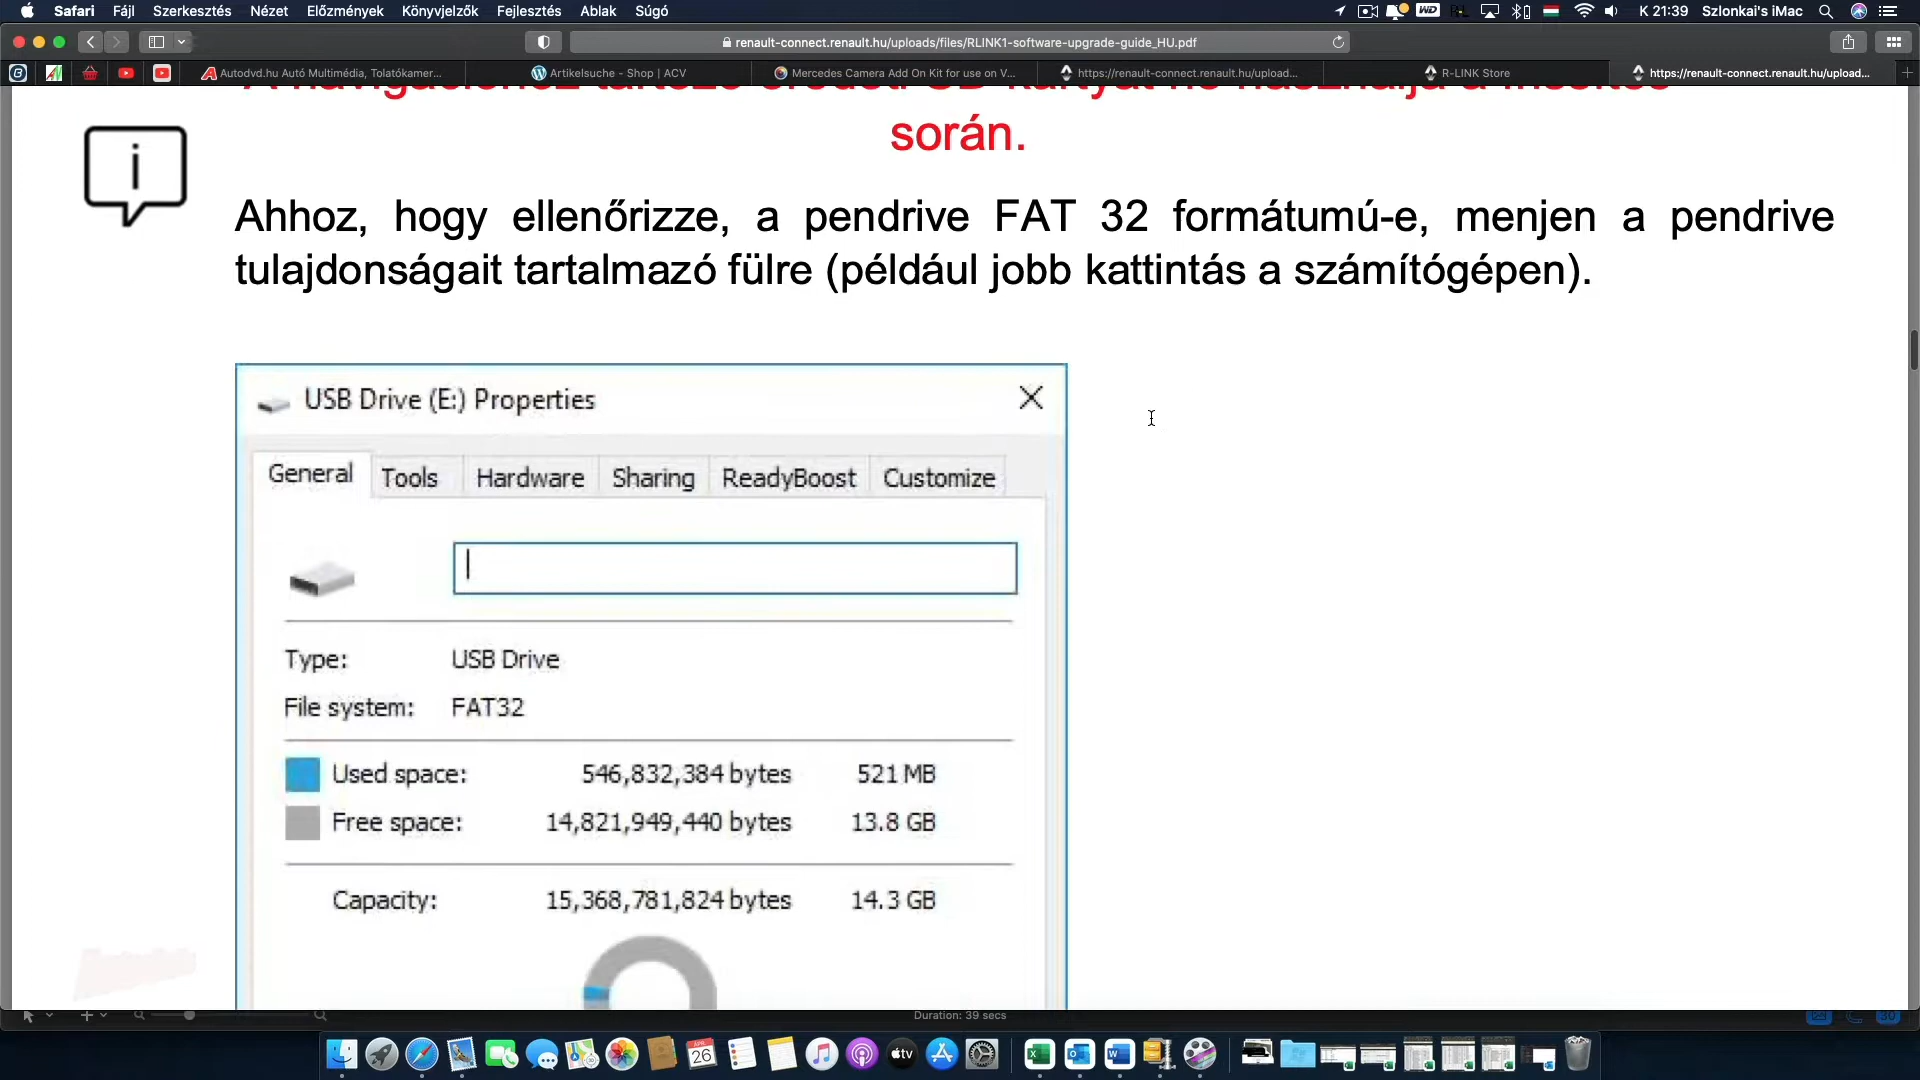 Safari Fájl Szerkesztés Nézet Előzmények Könyvjelzők Fejlesztés Ablak Súgó
WD
K 21:39 Szlonkai's iMac
renault-connect.renault.hu/uploads/files/RLINK1-software-upgrade-guide_HU.pdf
Autodvd.hu Autó Multimédia, Tolatókamer...
Artikelsuche - Shop | ACV
Mercedes Camera Add On Kit for use on V...
https://renault-connect.renault.hu/upload...
R-LINK Store
https://renault-connect.renault.hu/upload...
során.
i
Ahhoz, hogy ellenőrizze, a pendrive FAT 32 formátumú-e, menjen a pendrive
tulajdonságait tartalmazó fülre (például jobb kattintás a számítógépen).
USB Drive (E:) Properties
General Tools Hardware Sharing ReadyBoost Customize
Type: USB Drive
File system: FAT32
Used space: 546,832,384 bytes 521 MB
Free space: 14,821,949,440 bytes 13.8 GB
Capacity: 15,368,781,824 bytes 14.3 GB
Duration: 39 secs
30
26
tv